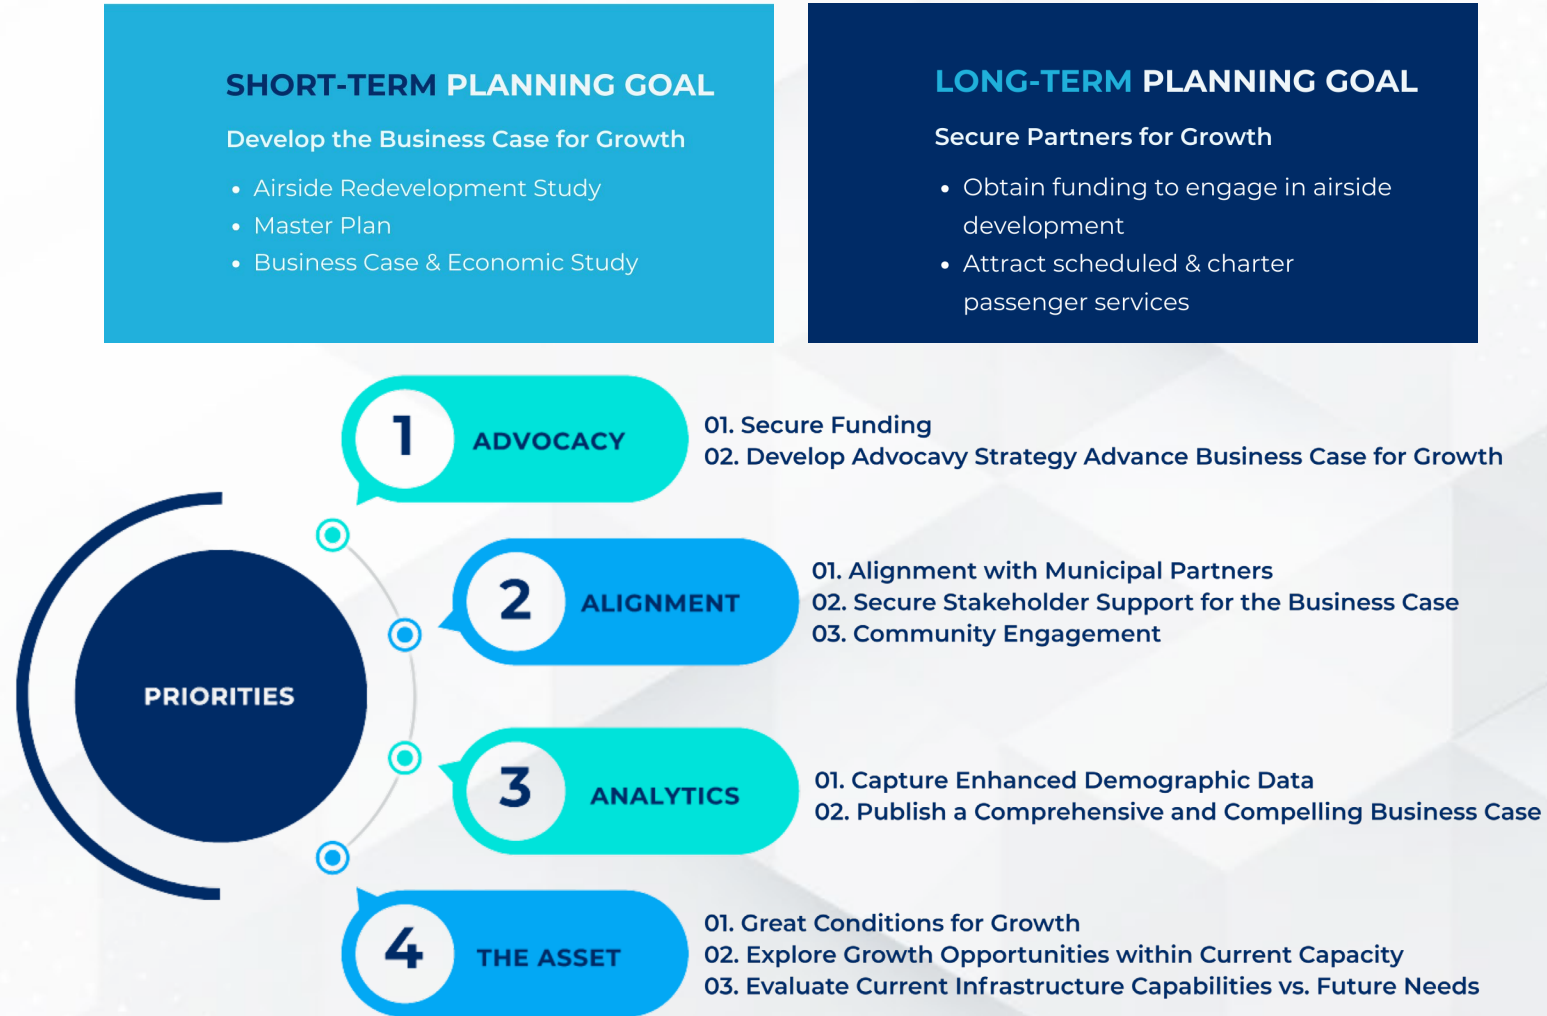 SHORT-TERM PLANNING GOAL
Develop the Business Case for Growth
• Airside Redevelopment Study
• Master Plan
• Business Case & Economic Study
LONG-TERM PLANNING GOAL
Secure Partners for Growth
• Obtain funding to engage in airside
development
• Attract scheduled & charter
passenger services
PRIORITIES
1 ADVOCACY
01. Secure Funding
02. Develop Advocavy Strategy Advance Business Case for Growth
2 ALIGNMENT
01. Alignment with Municipal Partners
02. Secure Stakeholder Support for the Business Case
03. Community Engagement
3 ANALYTICS
01. Capture Enhanced Demographic Data
02. Publish a Comprehensive and Compelling Business Case
4 THE ASSET
01. Great Conditions for Growth
02. Explore Growth Opportunities within Current Capacity
03. Evaluate Current Infrastructure Capabilities vs. Future Needs